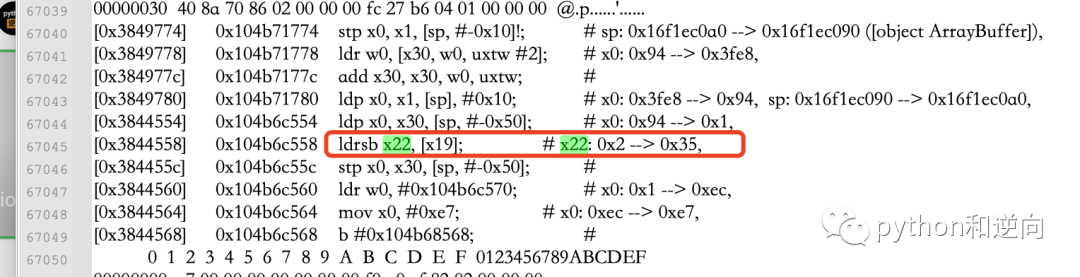 67039 00000030 40 8a 70 86 02 00 00 00 fc 27 b6 04 01 00 00 00 @.p......'......
67040 [0x3849774] 0x104b71774 stp x0, x1, [sp, #-0x10]!; # sp: 0x16f1ec0a0 --> 0x16f1ec090 ([object ArrayBuffer]),
67041 [0x3849778] 0x104b71778 ldr w0, [x30, w0, uxtw #2]; # x0: 0x94 --> 0x3fe8,
67042 [0x384977c] 0x104b7177c add x30, x30, w0, uxtw; #
67043 [0x3849780] 0x104b71780 ldp x0, x1, [sp], #0x10; # x0: 0x3fe8 --> 0x94, sp: 0x16f1ec090 --> 0x16f1ec0a0,
67044 [0x3844554] 0x104b6c554 ldp x0, x30, [sp, #-0x50]; # x0: 0x94 --> 0x1,
67045 [0x3844558] 0x104b6c558 ldrsb x22, [x19]; # x22: 0x2 --> 0x35,
67046 [0x384455c] 0x104b6c55c stp x0, x30, [sp, #-0x50]; #
67047 [0x3844560] 0x104b6c560 ldr w0, #0x104b6c570; # x0: 0x1 --> 0xec,
67048 [0x3844564] 0x104b6c564 mov x0, #0xe7; # x0: 0xec --> 0xe7,
67049 [0x3844568] 0x104b6c568 b #0x104b68568; #
67050 0 1 2 3 4 5 6 7 8 9 A B C D E F 0123456789ABCDEF
python和逆向